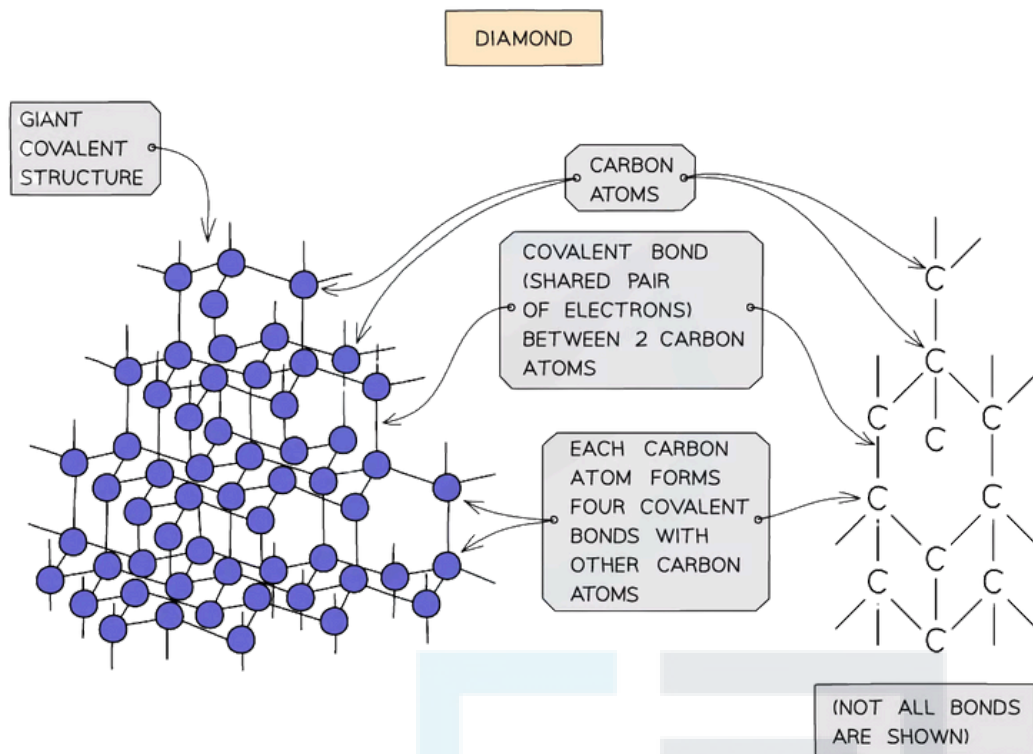 DIAMOND
GIANT
COVALENT
STRUCTURE
CARBON
ATOMS
COVALENT BOND
(SHARED PAIR
OF ELECTRONS)
BETWEEN 2 CARBON
ATOMS
EACH CARBON
ATOM FORMS
FOUR COVALENT
BONDS WITH
OTHER CARBON
ATOMS
C
C
C
C
C
C
C
C
C
C
(NOT ALL BONDS
ARE SHOWN)